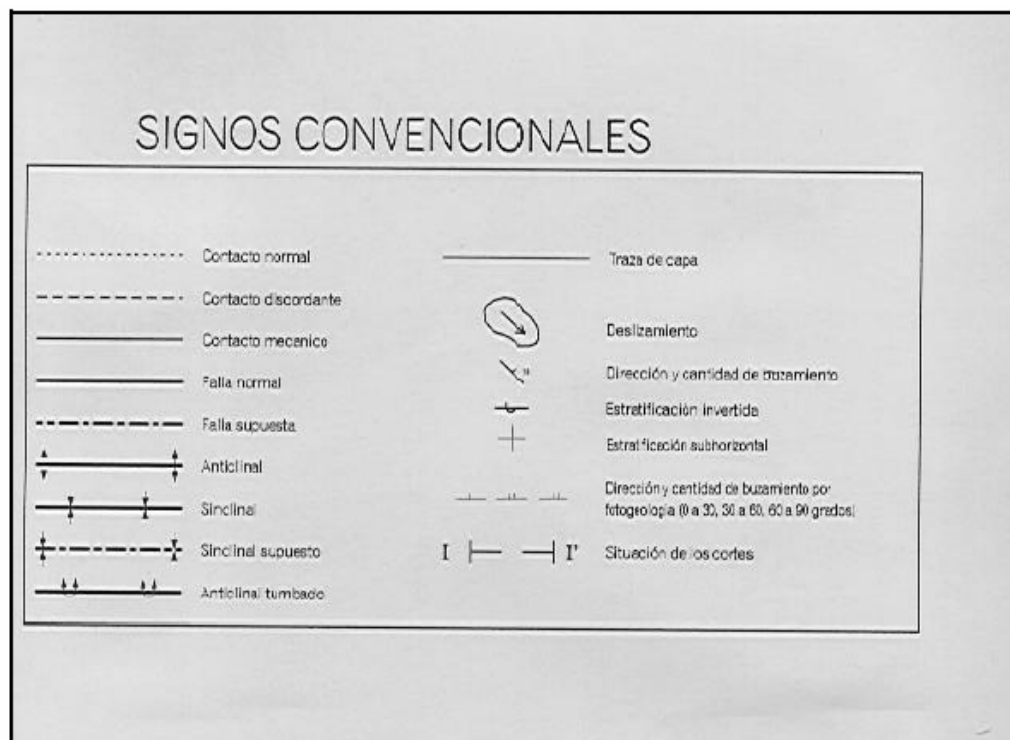 SIGNOS CONVENCIONALES
Contacto normal
Contacto discordante
Contacto mecanico
Falla normal
Falla supuesta
Anticlinal
Sinclinal
Sinclinal supuesto
Anticlinal tumbado
Traza de capa
Deslizamiento
Dirección y cantidad de buzamiento
Estratificación invertida
Estratificación subhorizontal
Dirección y cantidad de buzamiento por
fotogeologia (0 a 30, 30 a 60, 60 a 90 grados)
I I' Situación de los cortes